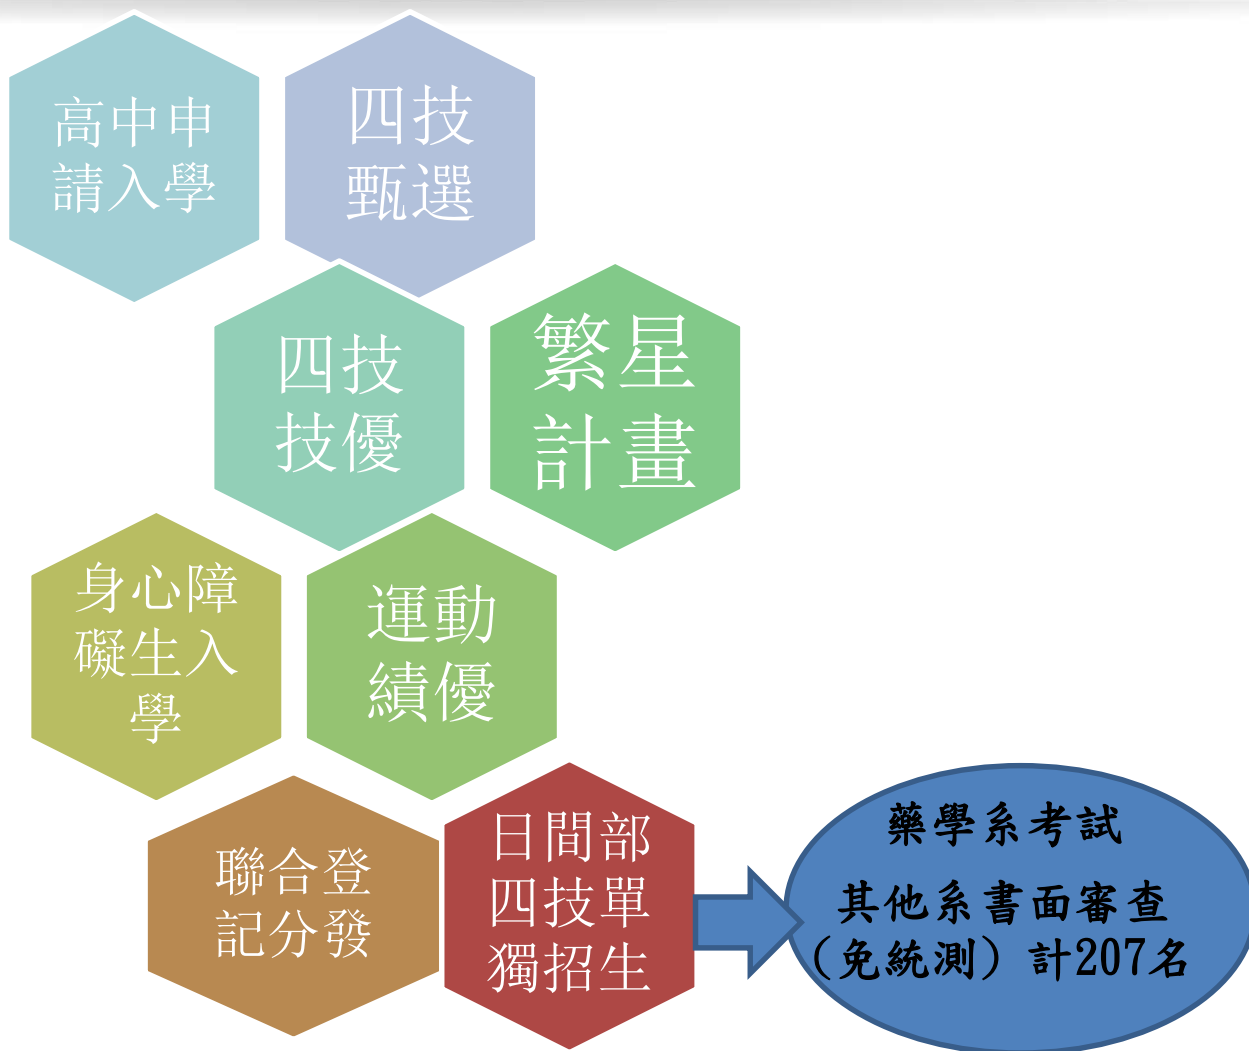 高中申
請入學
四技
甄選
四技
技優
繁星
計畫
身心障
礙生入
學
運動
績優
聯合登
記分發
日間部
四技單
獨招生
藥學系考試
其他系書面審查
(免統測) 計207名